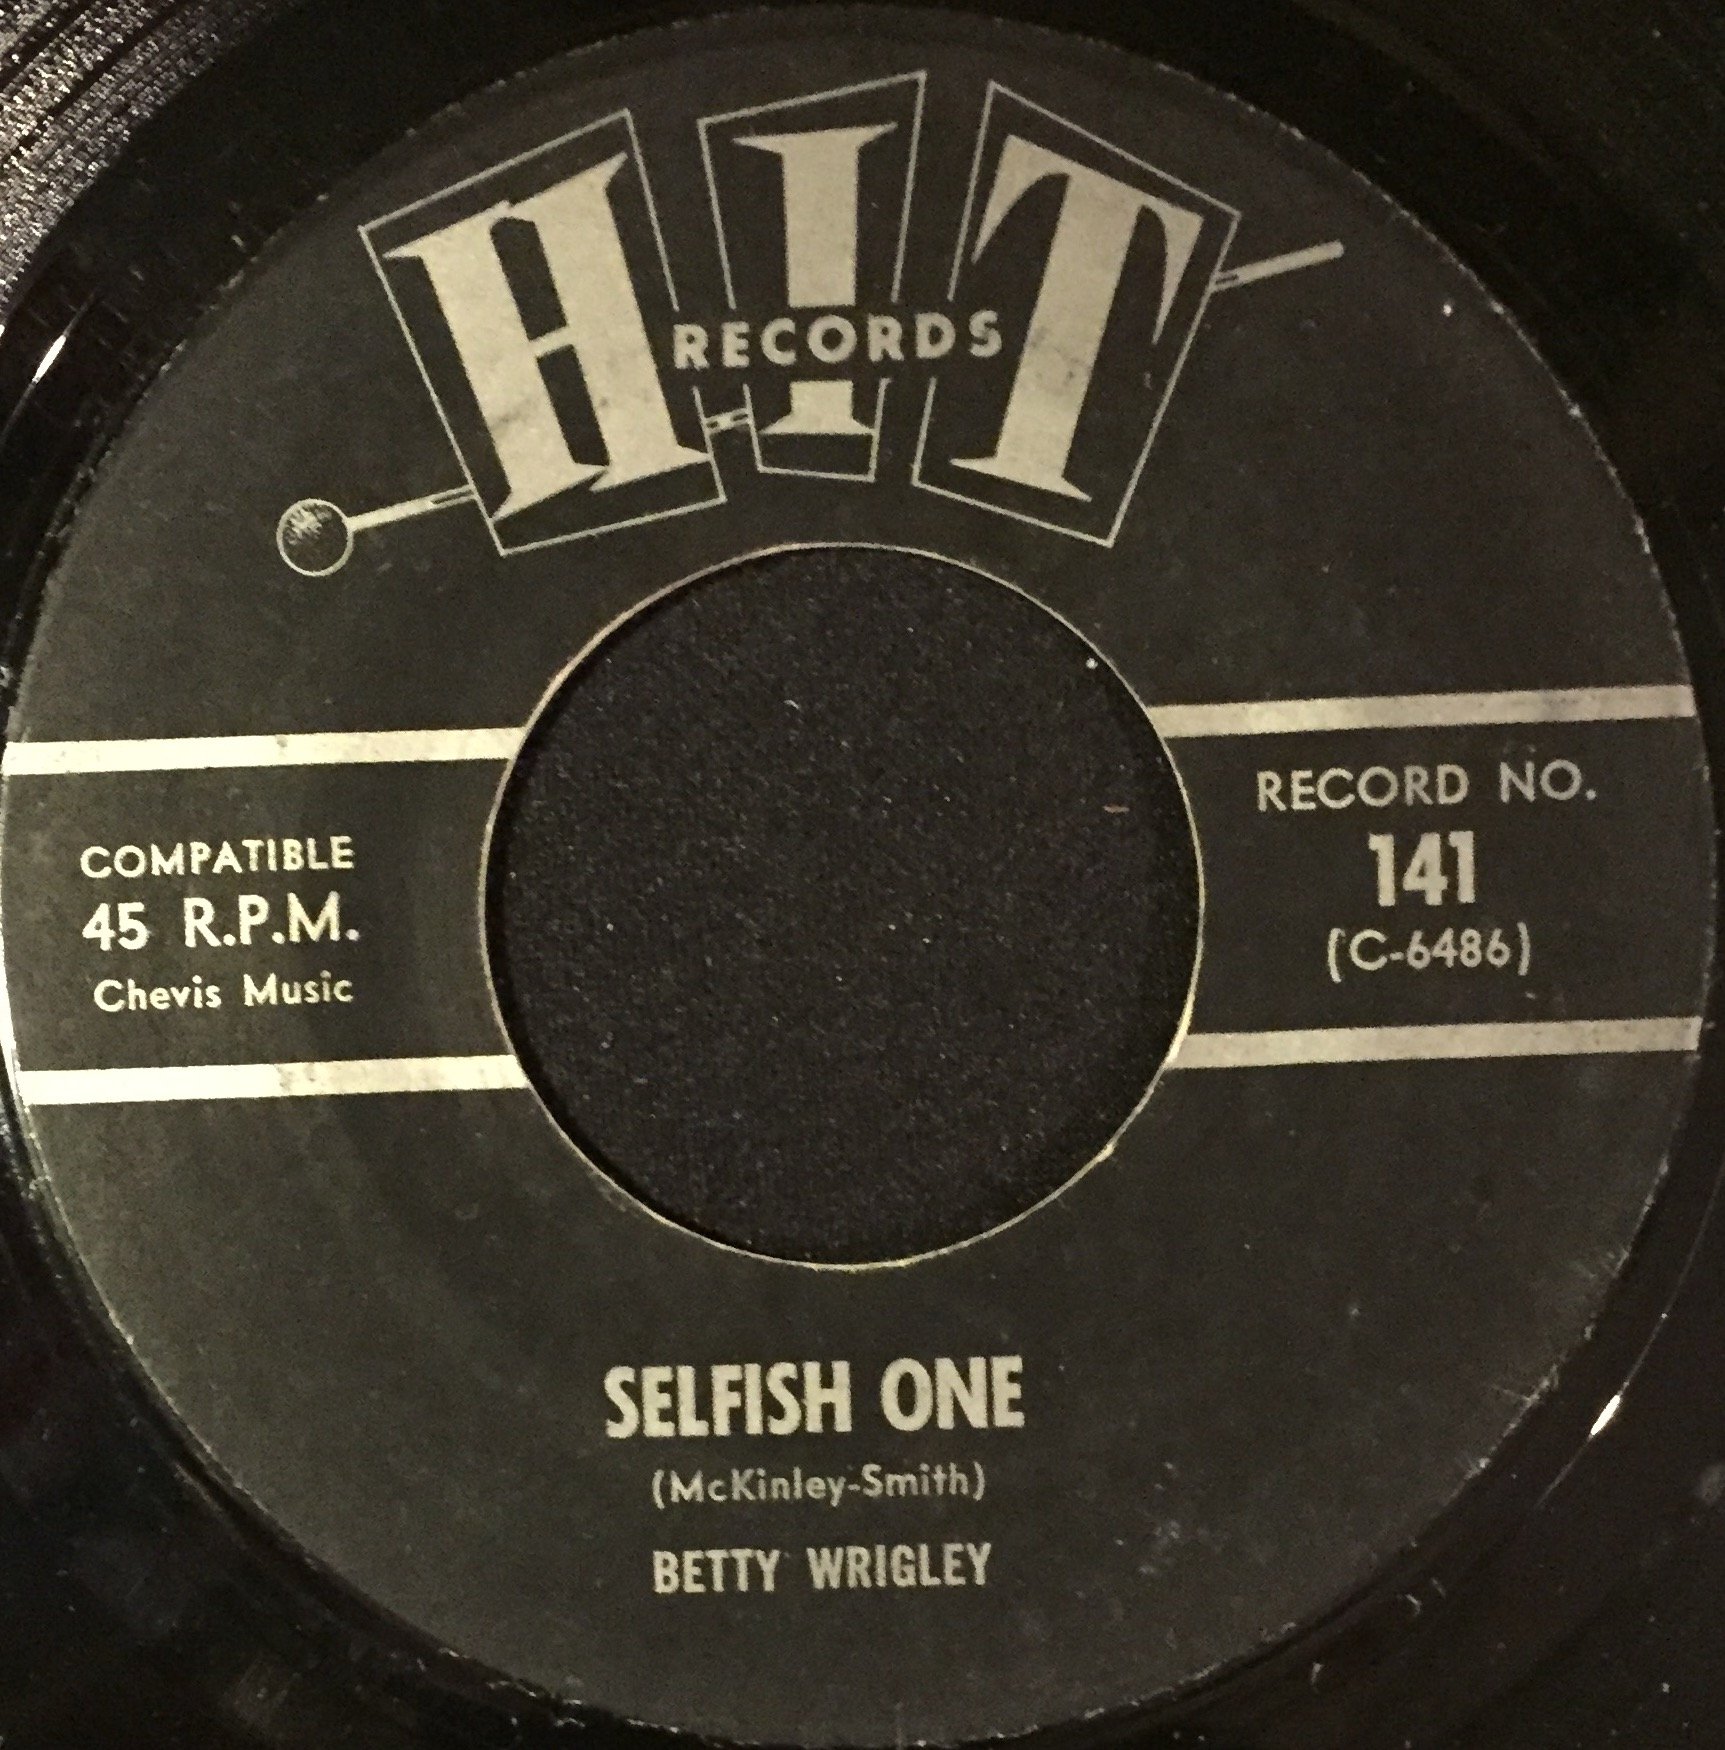 HIT
RECORDS
COMPATIBLE
45 R.P.M.
Chevis Music
RECORD NO.
141
(C-6486)
SELFISH ONE
(McKinley-Smith)
BETTY WRIGLEY